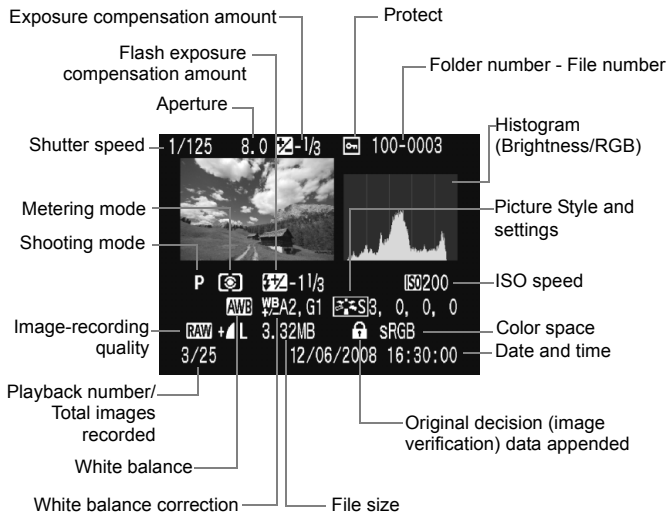 Exposure compensation amount
Protect
Flash exposure
compensation amount
Folder number - File number
Aperture
Histogram
(Brightness/RGB)
Shutter speed
1/125 8.0 -1/3 100-0003
Metering mode
Picture Style and
settings
Shooting mode
P -1 1/3 ISO 200
ISO speed
AWB WB A2, G1 S 3, 0, 0, 0
Image-recording
quality
RAW + L 3.32MB sRGB
Color space
3/25 12/06/2008 16:30:00
Date and time
Playback number/
Total images
recorded
Original decision (image
verification) data appended
White balance
White balance correction
File size